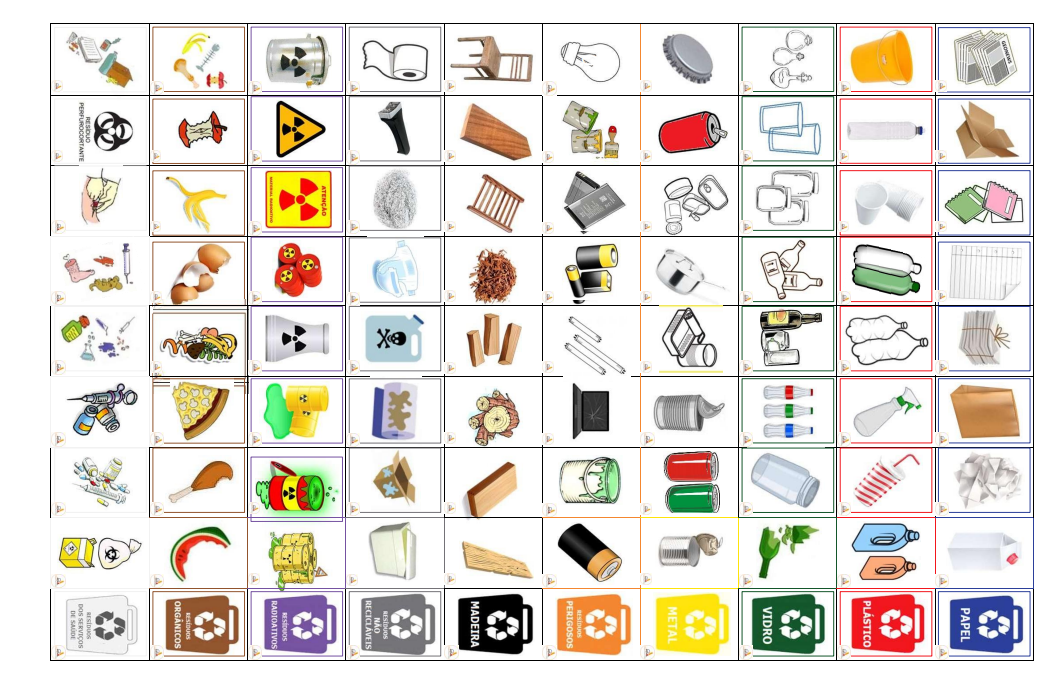 JORNAIS
RESÍDUO
PERFUROCORTANTE
ATENÇÃO
RESÍDUOS
DOS SERVIÇOS
DE SAÚDE
ORGÂNICOS
RESÍDUOS
RADIOATIVOS
RESÍDUOS
NÃO
RECICLÁVEIS
MADEIRA
RESÍDUOS
PERIGOSOS
METAL
VIDRO
PLÁSTICO
PAPEL